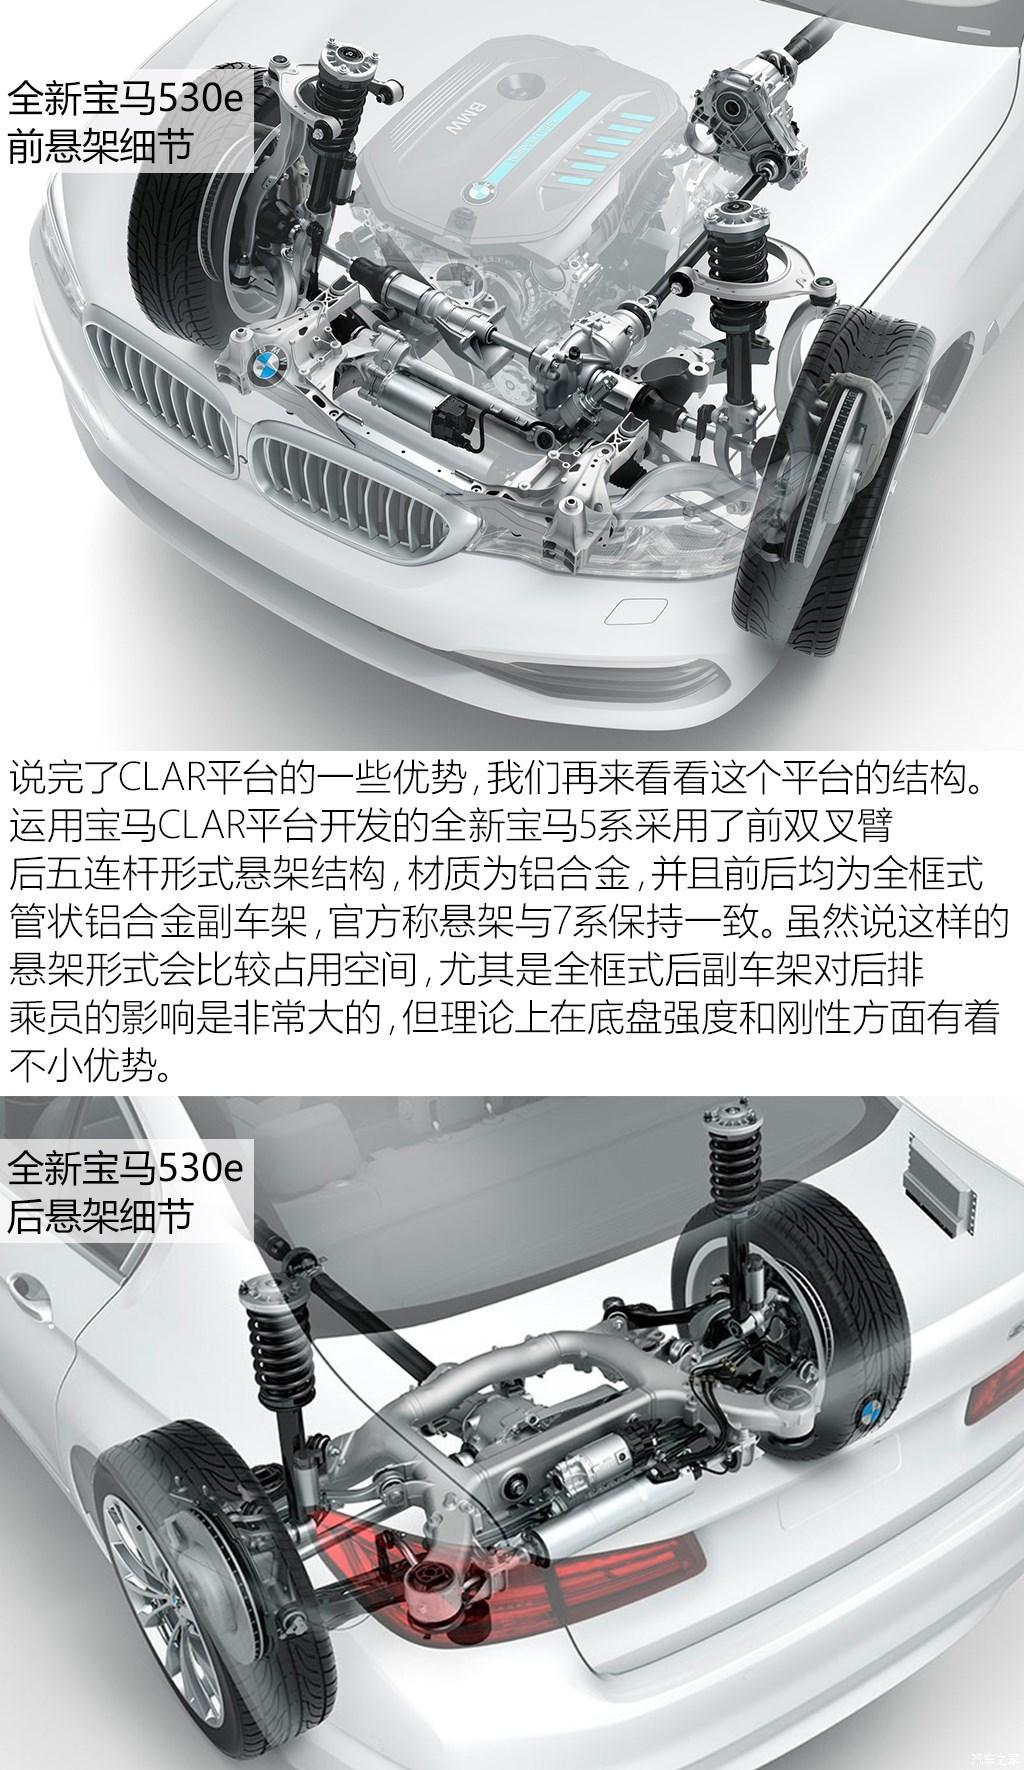 全新宝马530e
前悬架细节
BMW
说完了CLAR平台的一些优势,我们再来看看这个平台的结构。
运用宝马CLAR平台开发的全新宝马5系采用了前双叉臂
后五连杆形式悬架结构,材质为铝合金,并且前后均为全框式
管状铝合金副车架,官方称悬架与7系保持一致。虽然说这样的
悬架形式会比较占用空间,尤其是全框式后副车架对后排
乘员的影响是非常大的,但理论上在底盘强度和刚性方面有着
不小优势。
全新宝马530e
后悬架细节
汽车之家